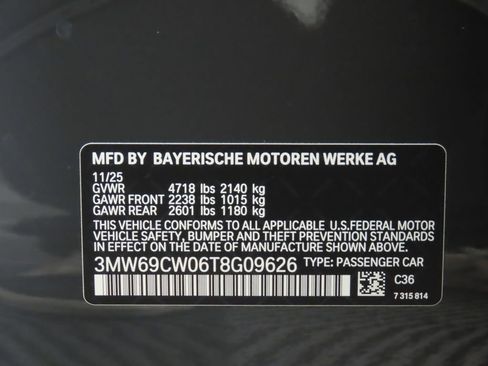 MFD BY BAYERISCHE MOTOREN WERKE AG
11/25
GVWR 4718 lbs 2140 kg
GAWR FRONT 2238 lbs 1015 kg
GAWR REAR 2601 lbs 1180 kg
THIS VEHICLE CONFORMS TO ALL APPLICABLE U.S.FEDERAL MOTOR
VEHICLE SAFETY, BUMPER, AND THEFT PREVENTION STANDARDS IN
EFFECT ON THE DATE OF MANUFACTURE SHOWN ABOVE.
3MW69CW06T8G09626 TYPE: PASSENGER CAR
C36
7 315 814